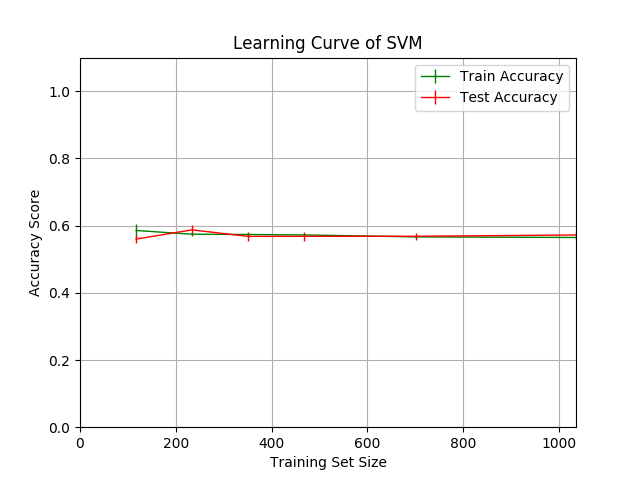 Learning Curve of SVM
Train Accuracy
Test Accuracy
1.0
0.8
0.6
0.4
0.2
0.0
Accuracy Score
0 200 400 600 800 1000
Training Set Size